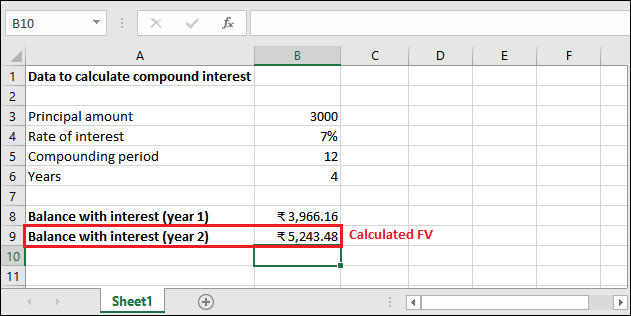 B10 fx
A B C D E F
1 Data to calculate compound interest
2
3 Principal amount 3000
4 Rate of interest 7%
5 Compounding period 12
6 Years 4
7
8 Balance with interest (year 1) ₹ 3,966.16
9 Balance with interest (year 2) ₹ 5,243.48 Calculated FV
10
11
Sheet1